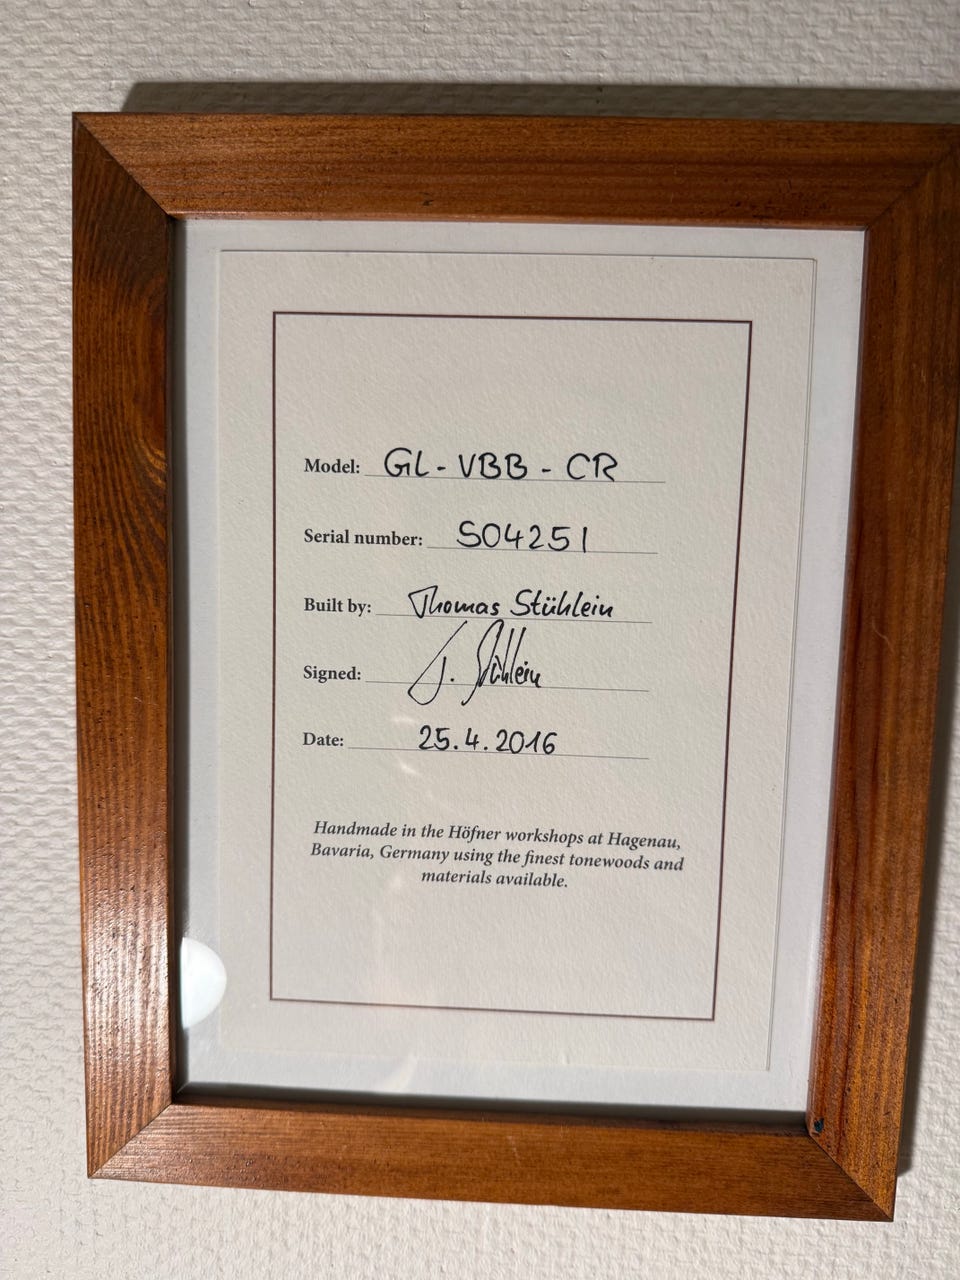 Model: GL-VBB-CR
Serial number: S04251
Built by: Thomas Stühlein
Signed: J. Stühlein
Date: 25.4.2016
Handmade in the Höfner workshops at Hagenau,
Bavaria, Germany using the finest tonewoods and
materials available.